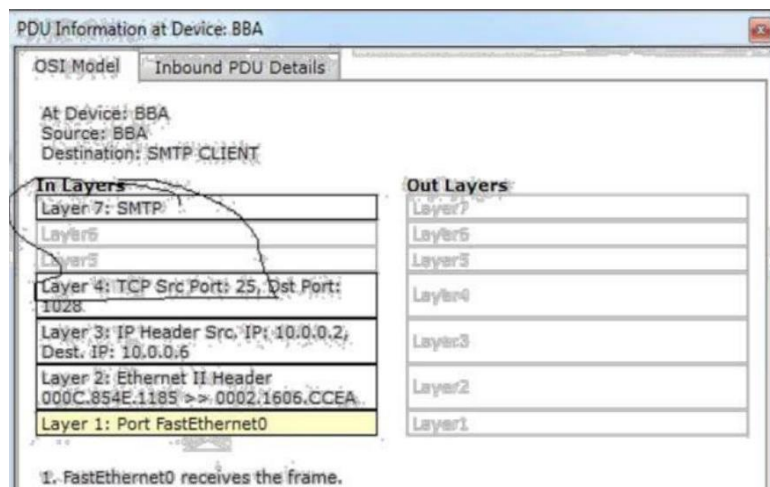 PDU Information at Device: BBA
OSI Model
Inbound PDU Details
At Device: BBA
Source: BBA
Destination: SMTP CLIENT
In Layers
Layer 7: SMTP
Layer6
Layer5
Layer 4: TCP Src Port: 25, Dst Port:
1028
Layer 3: IP Header Src. IP: 10.0.0.2,
Dest. IP: 10.0.0.6
Layer 2: Ethernet II Header
000C.854E.1185 >> 0002.1606.CCEA
Layer 1: Port FastEthernet0
Out Layers
Layer7
Layer6
Layer5
Layer4
Layer3
Layer2
Layer1
1. FastEthernet0 receives the frame.